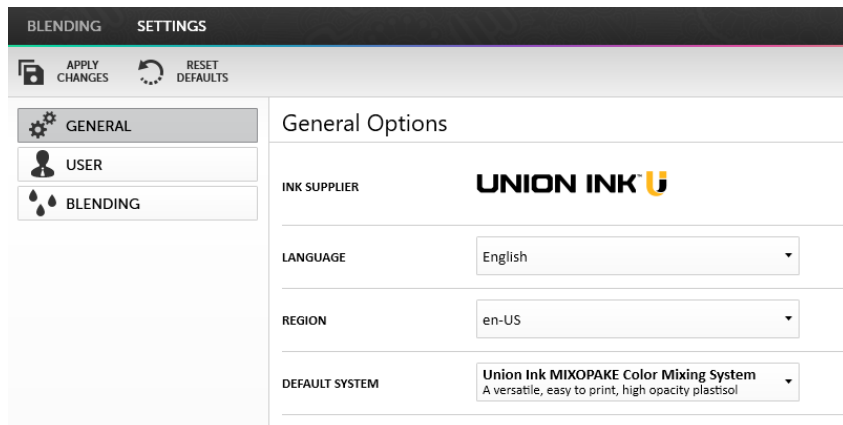 BLENDING SETTINGS
APPLY CHANGES RESET DEFAULTS
GENERAL
USER
BLENDING
General Options
INK SUPPLIER UNION INK™ U
LANGUAGE English
REGION en-US
DEFAULT SYSTEM Union Ink MIXOPAKE Color Mixing System
A versatile, easy to print, high opacity plastisol